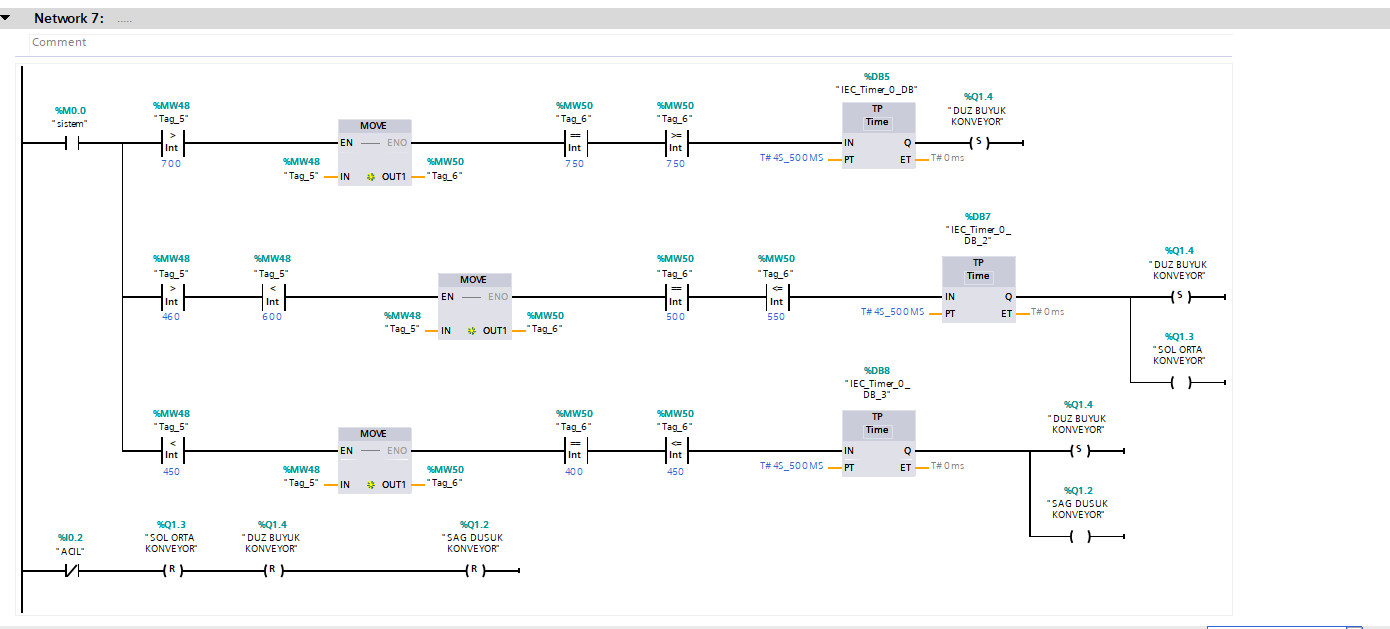 Network 7: .....
Comment
%DB5
"IEC_Timer_0_DB"
%M0.0
"sistem"
%MW48
"Tag_5"
>
Int
700
MOVE
EN
ENO
%MW48
"Tag_5"
IN
OUT1
%MW50
"Tag_6"
%MW50
"Tag_6"
==
Int
750
%MW50
"Tag_6"
>=
Int
750
TP
Time
IN
Q
T#4S_500MS
PT
ET
T#0ms
%Q1.4
"DUZ BUYUK
KONVEYOR"
S
%DB7
"IEC_Timer_0_
DB_2"
%MW48
"Tag_5"
>
Int
460
%MW48
"Tag_5"
<
Int
600
MOVE
EN
ENO
%MW48
"Tag_5"
IN
OUT1
%MW50
"Tag_6"
%MW50
"Tag_6"
==
Int
500
%MW50
"Tag_6"
<=
Int
550
TP
Time
IN
Q
T#4S_500MS
PT
ET
T#0ms
%Q1.4
"DUZ BUYUK
KONVEYOR"
S
%Q1.3
"SOL ORTA
KONVEYOR"
%DB8
"IEC_Timer_0_
DB_3"
%MW48
"Tag_5"
<
Int
450
MOVE
EN
ENO
%MW48
"Tag_5"
IN
OUT1
%MW50
"Tag_6"
%MW50
"Tag_6"
==
Int
400
%MW50
"Tag_6"
<=
Int
450
TP
Time
IN
Q
T#4S_500MS
PT
ET
T#0ms
%Q1.4
"DUZ BUYUK
KONVEYOR"
S
%Q1.2
"SAG DUSUK
KONVEYOR"
%I0.2
"ACIL"
%Q1.3
"SOL ORTA
KONVEYOR"
R
%Q1.4
"DUZ BUYUK
KONVEYOR"
R
%Q1.2
"SAG DUSUK
KONVEYOR"
R